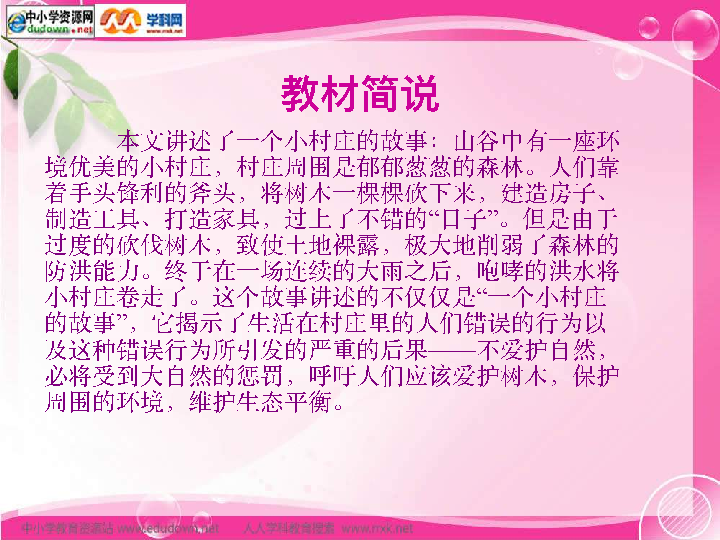 中小学资源网
edudown.net
学科网
www.nxk.net
教材简说
本文讲述了一个小村庄的故事：山谷中有一座环
境优美的小村庄，村庄周围是郁郁葱葱的森林。人们靠
着手头锋利的斧头，将树木一棵棵砍下来，建造房子、
制造工具、打造家具，过上了不错的“日子”。但是由于
过度的砍伐树木，致使土地裸露，极大地削弱了森林的
防洪能力。终于在一场连续的大雨之后，咆哮的洪水将
小村庄卷走了。这个故事讲述的不仅仅是“一个小村庄
的故事”，它揭示了生活在村庄里的人们错误的行为以
及这种错误行为所引发的严重的后果——不爱护自然，
必将受到大自然的惩罚，呼吁人们应该爱护树木，保护
周围的环境，维护生态平衡。
中小学教育资源站 www.edudown.net 人人学科教育搜索 www.nxk.net